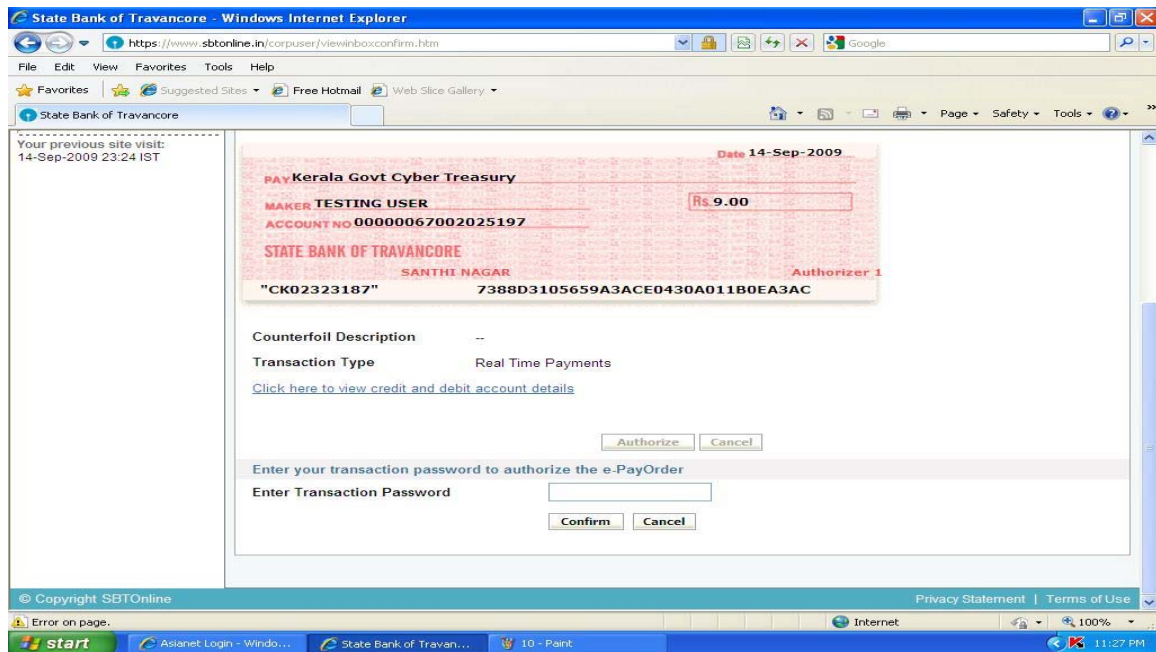 State Bank of Travancore - Windows Internet Explorer
https://www.sbtonline.in/corpuser/viewinboxconfirm.htm Google
File Edit View Favorites Tools Help
Favorites Suggested Sites Free Hotmail Web Slice Gallery
State Bank of Travancore Page Safety Tools »
Your previous site visit:
14-Sep-2009 23:24 IST
Date 14-Sep-2009
PAY Kerala Govt Cyber Treasury
MAKER TESTING USER Rs. 9.00
ACCOUNT NO 00000067002025197
STATE BANK OF TRAVANCORE
SANTHI NAGAR Authorizer 1
"CK02323187" 7388D3105659A3ACE0430A011B0EA3AC
Counterfoil Description --
Transaction Type Real Time Payments
Click here to view credit and debit account details
Authorize Cancel
Enter your transaction password to authorize the e-PayOrder
Enter Transaction Password
Confirm Cancel
© Copyright SBTOnline Privacy Statement | Terms of Use
Error on page. Internet 100%
start Asianet Login - Windo... State Bank of Travan... 10 - Paint 11:27 PM